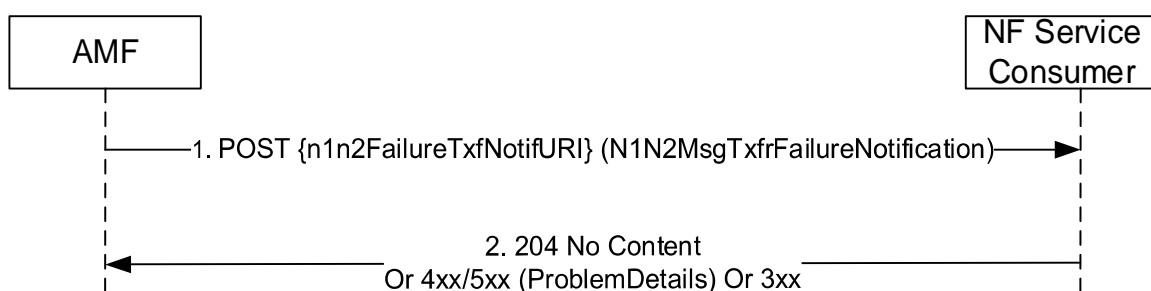 AMF
NF Service
Consumer
1. POST {n1n2FailureTxfNotifURI} (N1N2MsgTxfrFailureNotification)
2. 204 No Content
Or 4xx/5xx (ProblemDetails) Or 3xx